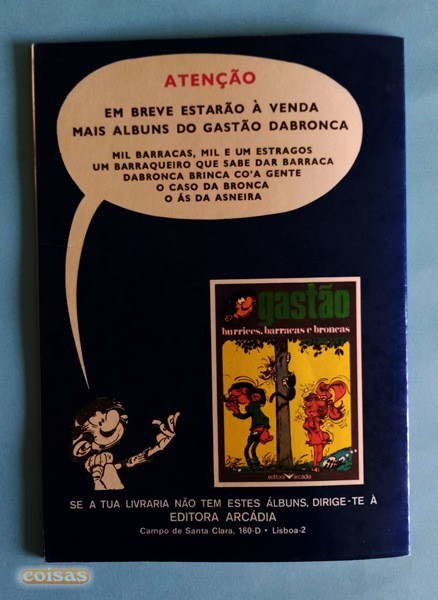 ATENÇÃO
EM BREVE ESTARÃO À VENDA
MAIS ALBUNS DO GASTÃO DABRONCA
MIL BARRACAS, MIL E UM ESTRAGOS
UM BARRAQUEIRO QUE SABE DAR BARRACA
DABRONCA BRINCA CO'A GENTE
O CASO DA BRONCA
O ÁS DA ASNEIRA
gastão
burrices, barracas e broncas
editora arcádia
SE A TUA LIVRARIA NÃO TEM ESTES ÁLBUNS, DIRIGE-TE À
EDITORA ARCÁDIA
Campo de Santa Clara, 160-D • Lisboa-2
coisas